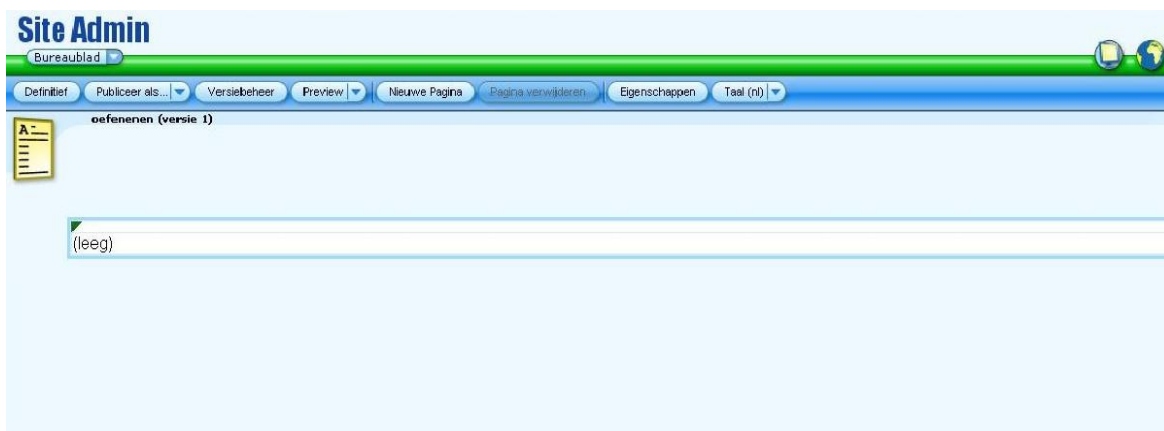 Site Admin
Bureaublad
Definitief Publiceer als... Versiebeheer Preview Nieuwe Pagina Pagina verwijderen Eigenschappen Taal (nl)
oefenenen (versie 1)
(leeg)